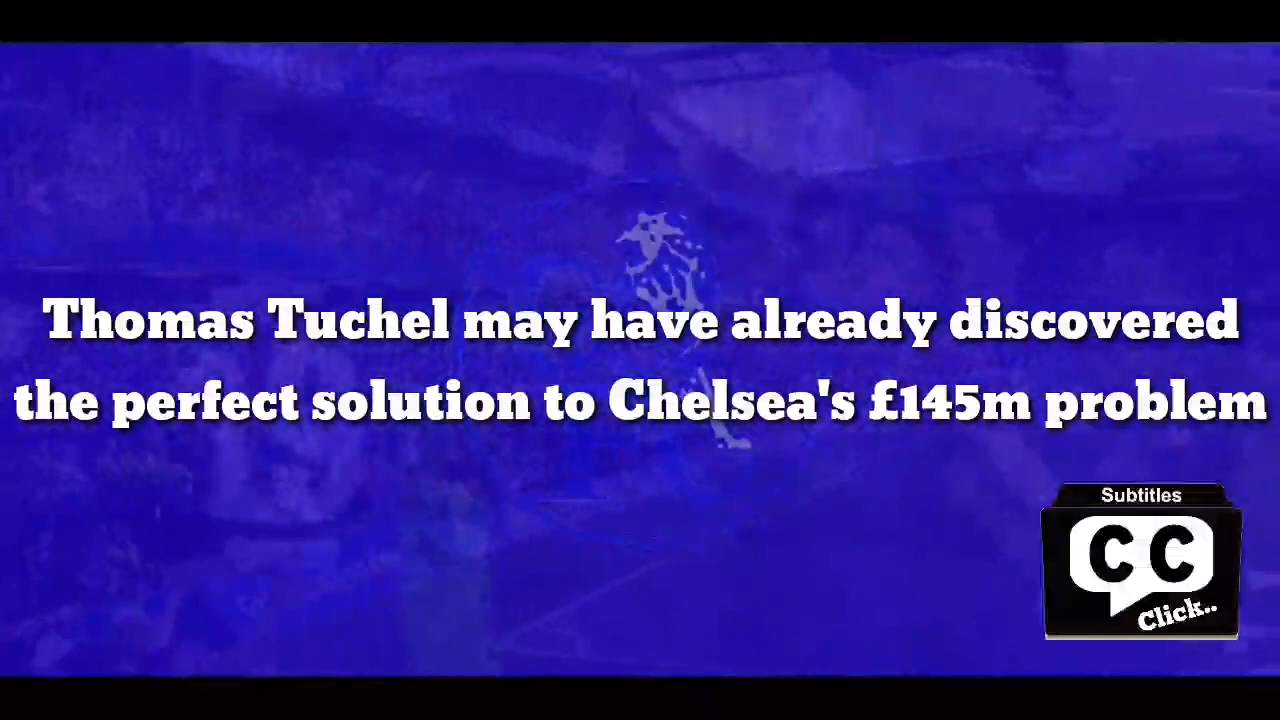 Thomas Tuchel may have already discovered
the perfect solution to Chelsea's £145m problem
Subtitles
CC
Click..